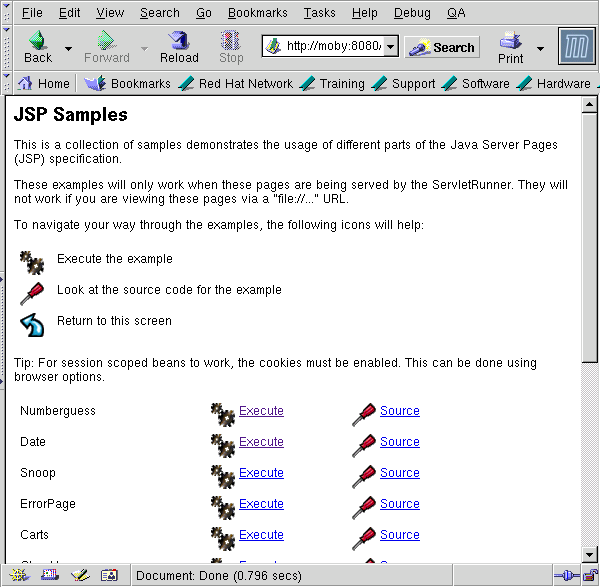 File Edit View Search Go Bookmarks Tasks Help Debug QA
Back Forward Reload Stop http://moby:8080/ Search Print
Home Bookmarks Red Hat Network Training Support Software Hardware
JSP Samples
This is a collection of samples demonstrates the usage of different parts of the Java Server Pages
(JSP) specification.
These examples will only work when these pages are being served by the ServletRunner. They will
not work if you are viewing these pages via a "file://..." URL.
To navigate your way through the examples, the following icons will help:
Execute the example
Look at the source code for the example
Return to this screen
Tip: For session scoped beans to work, the cookies must be enabled. This can be done using
browser options.
Numberguess Execute Source
Date Execute Source
Snoop Execute Source
ErrorPage Execute Source
Carts Execute Source
Document: Done (0.796 secs)